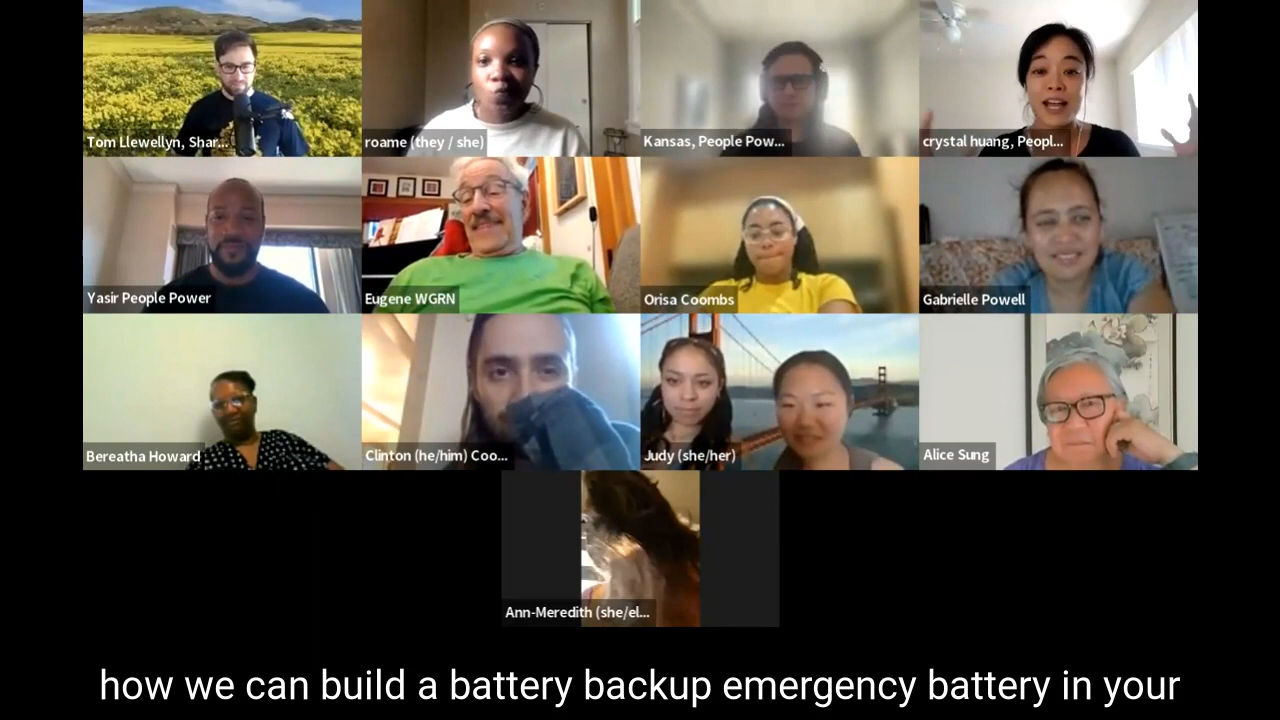 Tom Llewellyn, Shar...
roame (they / she)
Kansas, People Pow...
crystal huang, Peopl...
Yasir People Power
Eugene WGRN
Orisa Coombs
Gabrielle Powell
Bereatha Howard
Clinton (he/him) Coo...
Judy (she/her)
Alice Sung
Ann-Meredith (she/el...
how we can build a battery backup emergency battery in your